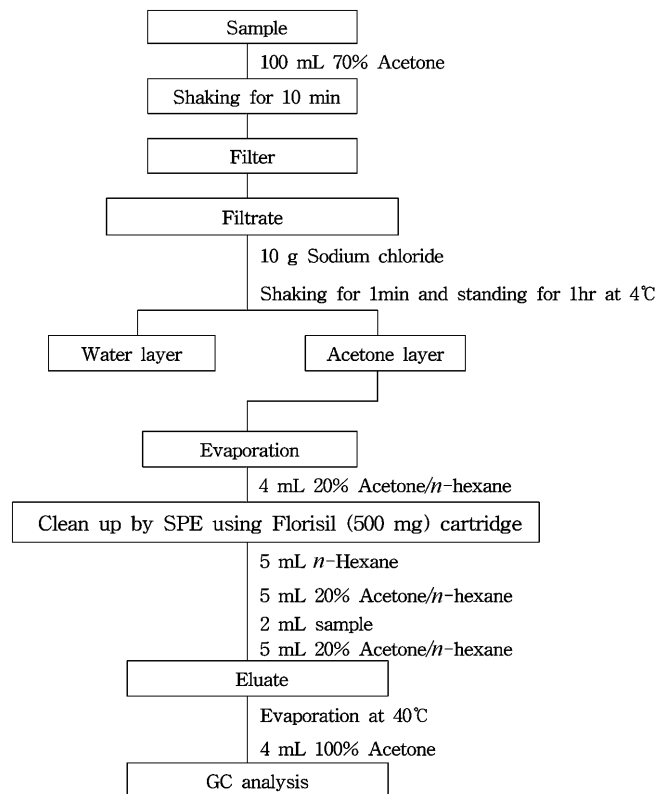 Sample
100 mL 70% Acetone
Shaking for 10 min
Filter
Filtrate
10 g Sodium chloride
Shaking for 1min and standing for 1hr at 4℃
Water layer
Acetone layer
Evaporation
4 mL 20% Acetone/n-hexane
Clean up by SPE using Florisil (500 mg) cartridge
5 mL n-Hexane
5 mL 20% Acetone/n-hexane
2 mL sample
5 mL 20% Acetone/n-hexane
Eluate
Evaporation at 40℃
4 mL 100% Acetone
GC analysis